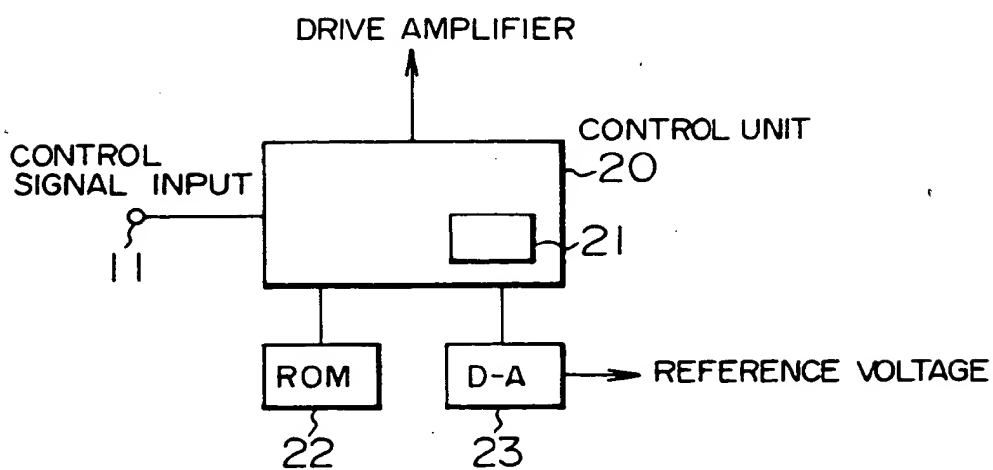 DRIVE AMPLIFIER
CONTROL UNIT
20
CONTROL
SIGNAL INPUT
11
21
ROM
D-A
REFERENCE VOLTAGE
22
23